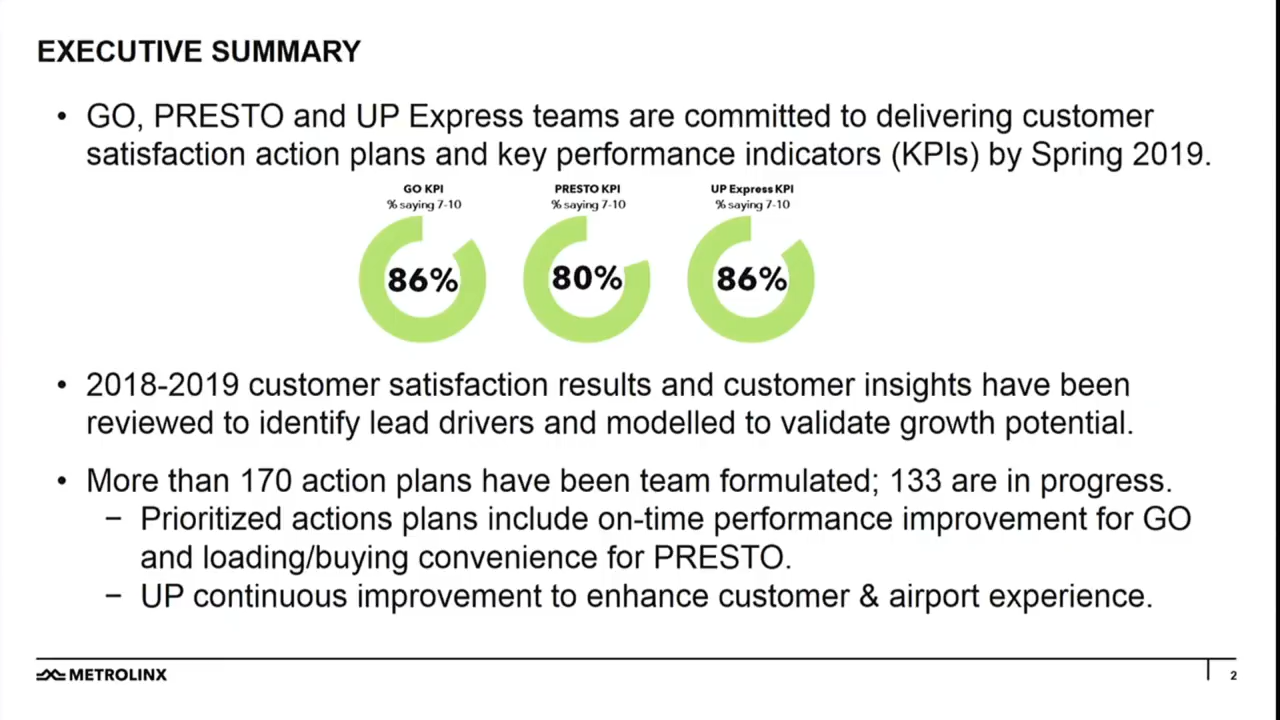 EXECUTIVE SUMMARY
• GO, PRESTO and UP Express teams are committed to delivering customer
satisfaction action plans and key performance indicators (KPIs) by Spring 2019.
GO KPI
% saying 7-10
86%
PRESTO KPI
% saying 7-10
80%
UP Express KPI
% saying 7-10
86%
• 2018-2019 customer satisfaction results and customer insights have been
reviewed to identify lead drivers and modelled to validate growth potential.
• More than 170 action plans have been team formulated; 133 are in progress.
− Prioritized actions plans include on-time performance improvement for GO
and loading/buying convenience for PRESTO.
− UP continuous improvement to enhance customer & airport experience.
METROLINX
2